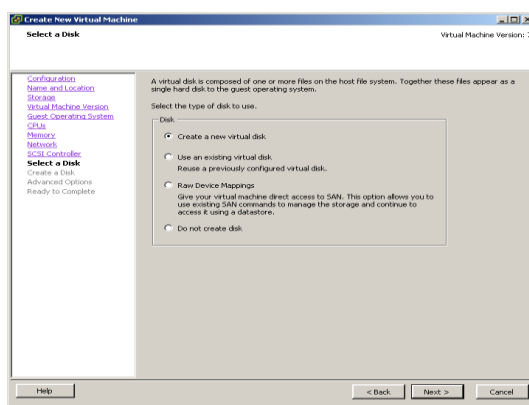 Create New Virtual Machine
Select a Disk
Virtual Machine Version: 7
Configuration
Name and Location
Storage
Virtual Machine Version
Guest Operating System
CPUs
Memory
Network
SCSI Controller
Select a Disk
Create a Disk
Advanced Options
Ready to Complete
A virtual disk is composed of one or more files on the host file system. Together these files appear as a
single hard disk to the guest operating system.
Select the type of disk to use.
Disk
Create a new virtual disk
Use an existing virtual disk
Reuse a previously configured virtual disk.
Raw Device Mappings
Give your virtual machine direct access to SAN. This option allows you to
use existing SAN commands to manage the storage and continue to
access it using a datastore.
Do not create disk
Help
< Back
Next >
Cancel